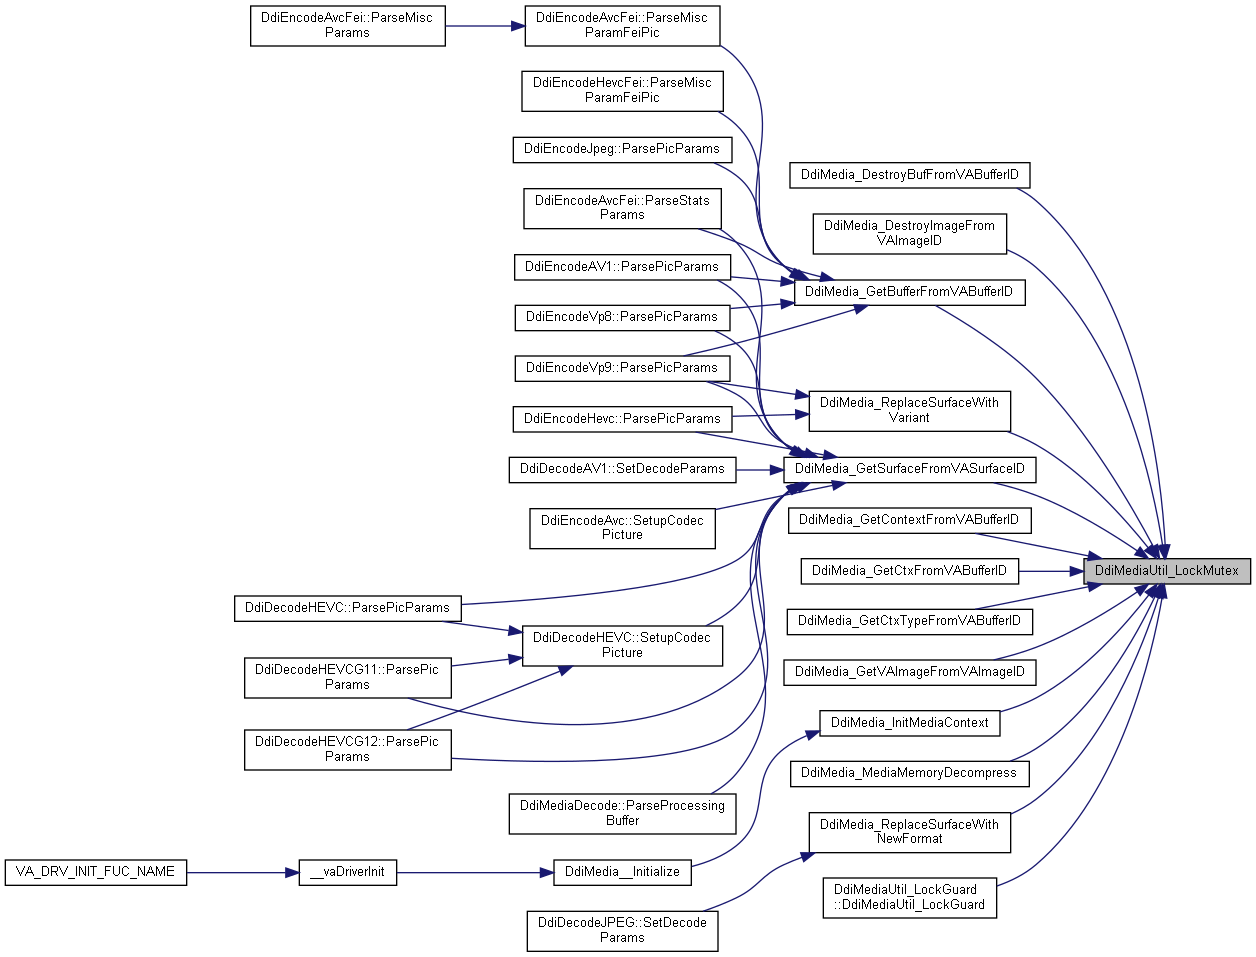 DdiEncodeAvcFei::ParseMisc
Params
DdiEncodeAvcFei::ParseMisc
ParamFeiPic
DdiEncodeHevcFei::ParseMisc
ParamFeiPic
DdiEncodeJpeg::ParsePicParams
DdiEncodeAvcFei::ParseStats
Params
DdiEncodeAV1::ParsePicParams
DdiEncodeVp8::ParsePicParams
DdiEncodeVp9::ParsePicParams
DdiEncodeHevc::ParsePicParams
DdiDecodeAV1::SetDecodeParams
DdiEncodeAvc::SetupCodec
Picture
DdiDecodeHEVC::ParsePicParams
DdiDecodeHEVC::SetupCodec
Picture
DdiDecodeHEVCG11::ParsePic
Params
DdiDecodeHEVCG12::ParsePic
Params
DdiMediaDecode::ParseProcessing
Buffer
VA_DRV_INIT_FUC_NAME
__vaDriverInit
DdiMedia__Initialize
DdiDecodeJPEG::SetDecode
Params
DdiMedia_DestroyBufFromVABufferID
DdiMedia_DestroyImageFrom
VAImageID
DdiMedia_GetBufferFromVABufferID
DdiMedia_ReplaceSurfaceWith
Variant
DdiMedia_GetSurfaceFromVASurfaceID
DdiMedia_GetContextFromVABufferID
DdiMedia_GetCtxFromVABufferID
DdiMedia_GetCtxTypeFromVABufferID
DdiMedia_GetVAImageFromVAImageID
DdiMedia_InitMediaContext
DdiMedia_MediaMemoryDecompress
DdiMedia_ReplaceSurfaceWith
NewFormat
DdiMediaUtil_LockGuard
::DdiMediaUtil_LockGuard
DdiMediaUtil_LockMutex